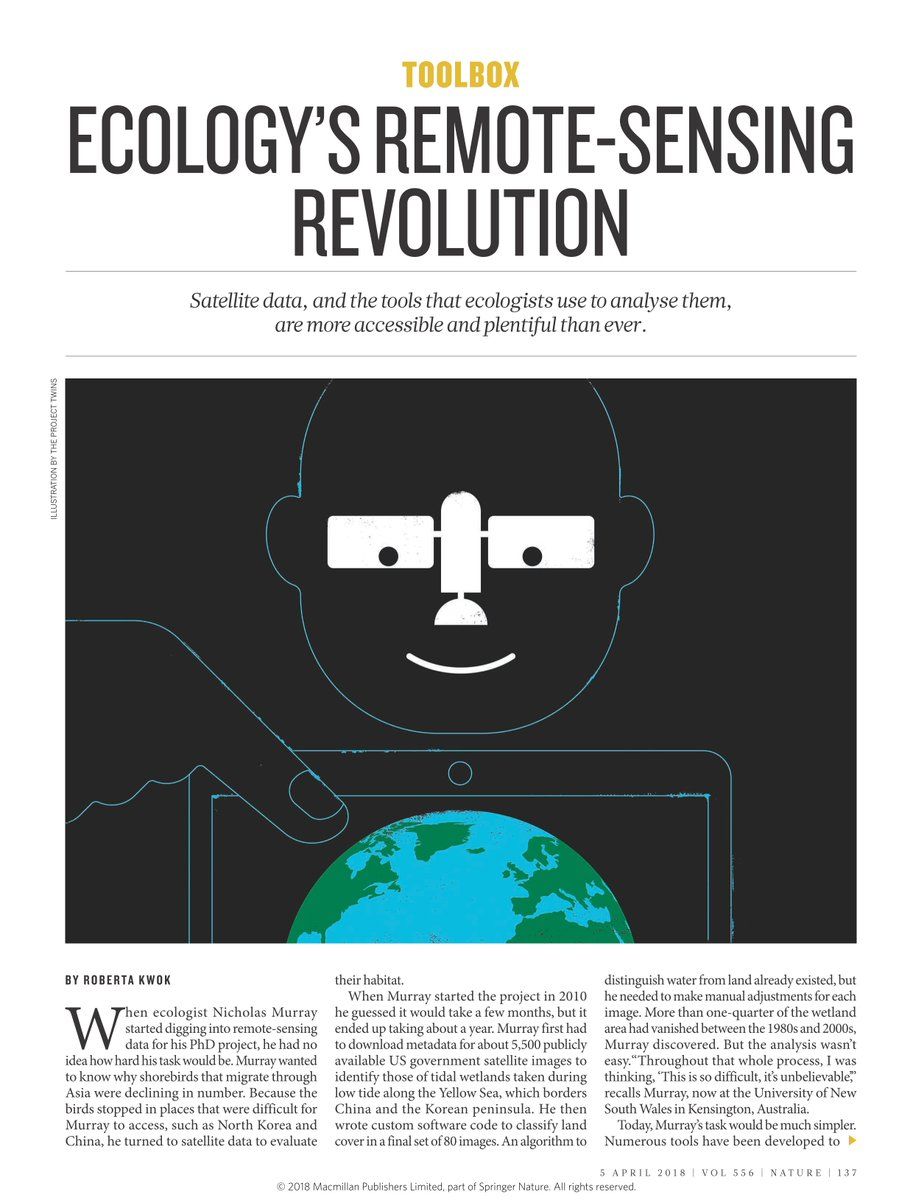 TOOLBOX
ECOLOGY'S REMOTE-SENSING
REVOLUTION
Satellite data, and the tools that ecologists use to analyse them,
are more accessible and plentiful than ever.
ILLUSTRATION BY THE PROJECT TWINS
BY ROBERTA KWOK
When ecologist Nicholas Murray
started digging into remote-sensing
data for his PhD project, he had no
idea how hard his task would be. Murray wanted
to know why shorebirds that migrate through
Asia were declining in number. Because the
birds stopped in places that were difficult for
Murray to access, such as North Korea and
China, he turned to satellite data to evaluate
their habitat.
When Murray started the project in 2010
he guessed it would take a few months, but it
ended up taking about a year. Murray first had
to download metadata for about 5,500 publicly
available US government satellite images to
identify those of tidal wetlands taken during
low tide along the Yellow Sea, which borders
China and the Korean peninsula. He then
wrote custom software code to classify land
cover in a final set of 80 images. An algorithm to
distinguish water from land already existed, but
he needed to make manual adjustments for each
image. More than one-quarter of the wetland
area had vanished between the 1980s and 2000s,
Murray discovered. But the analysis wasn't
easy. “Throughout that whole process, I was
thinking, ‘This is so difficult, it's unbelievable’,”
recalls Murray, now at the University of New
South Wales in Kensington, Australia.
Today, Murray's task would be much simpler.
Numerous tools have been developed to
5 APRIL 2018 | VOL 556 | NATURE | 137
© 2018 Macmillan Publishers Limited, part of Springer Nature. All rights reserved.